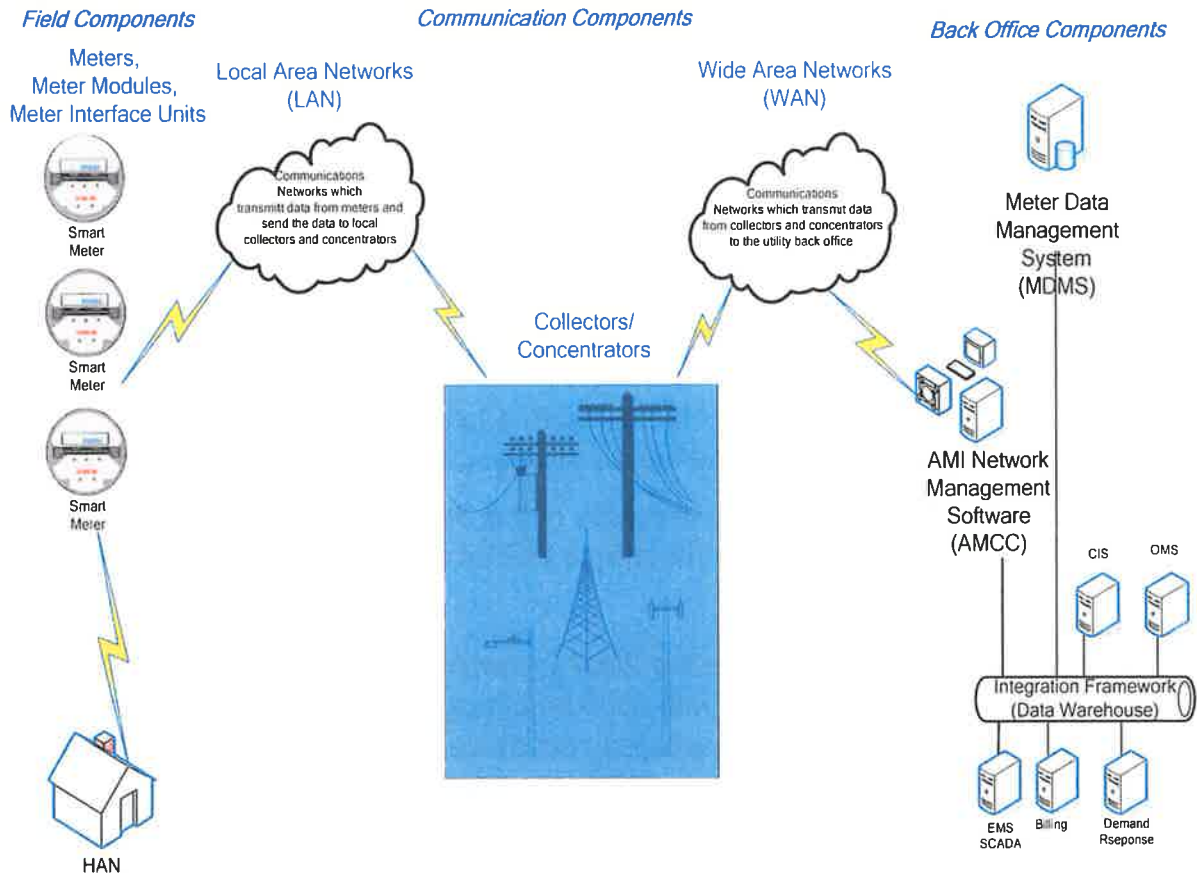 Field Components
Communication Components
Back Office Components
Meters,
Meter Modules,
Meter Interface Units
Local Area Networks
(LAN)
Wide Area Networks
(WAN)
Communications
Networks which
transmitt data from meters and
send the data to local
collectors and concentrators
Communications
Networks which transmit data
from collectors and concentrators
to the utility back office
Smart
Meter
Smart
Meter
Smart
Meter
HAN
Collectors/
Concentrators
Meter Data
Management
System
(MDMS)
AMI Network
Management
Software
(AMCC)
CIS
OMS
Integration Framework
(Data Warehouse)
EMS
SCADA
Billing
Demand
Rseponse